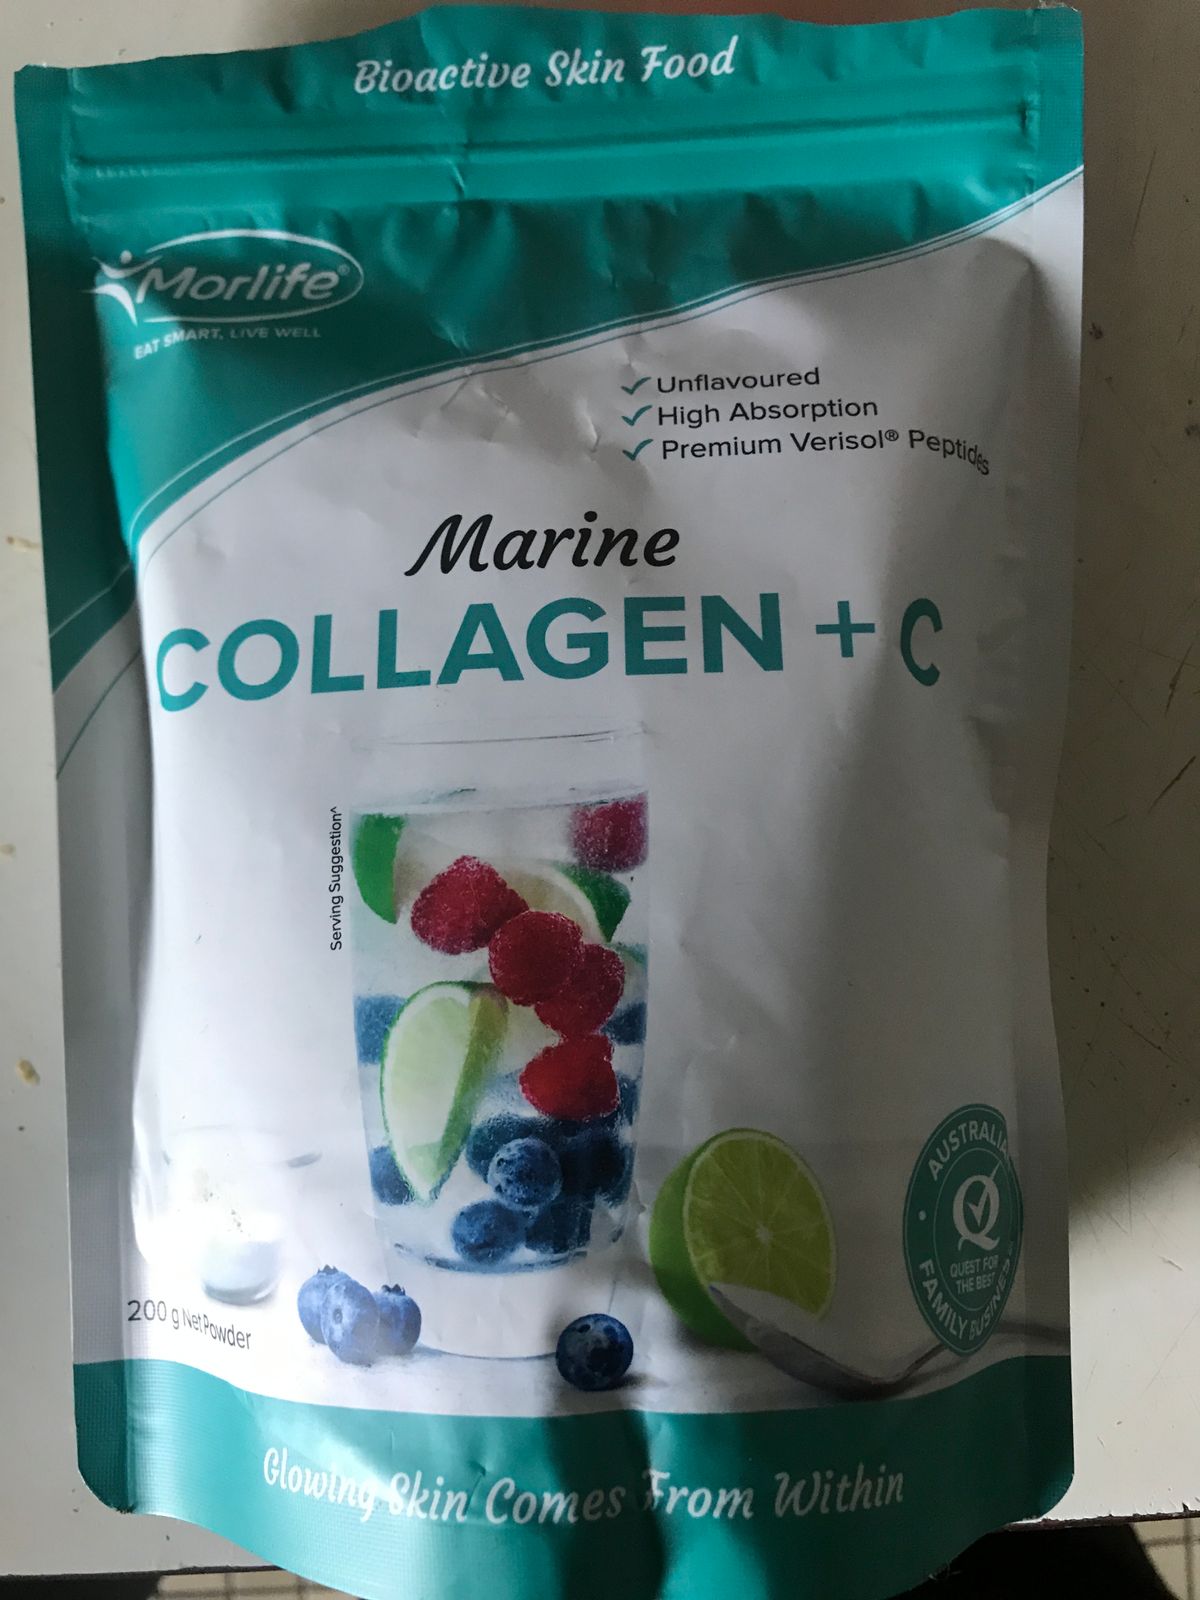 Bioactive Skin Food
Morlife®
EAT SMART, LIVE WELL
✓ Unflavoured
✓ High Absorption
✓ Premium Verisol® Peptides
Marine
COLLAGEN + C
Serving Suggestion^
AUSTRALIA
Q
QUEST FOR
THE BEST
• FAMILY BUSINESS
200 g Net Powder
Glowing Skin Comes From Within